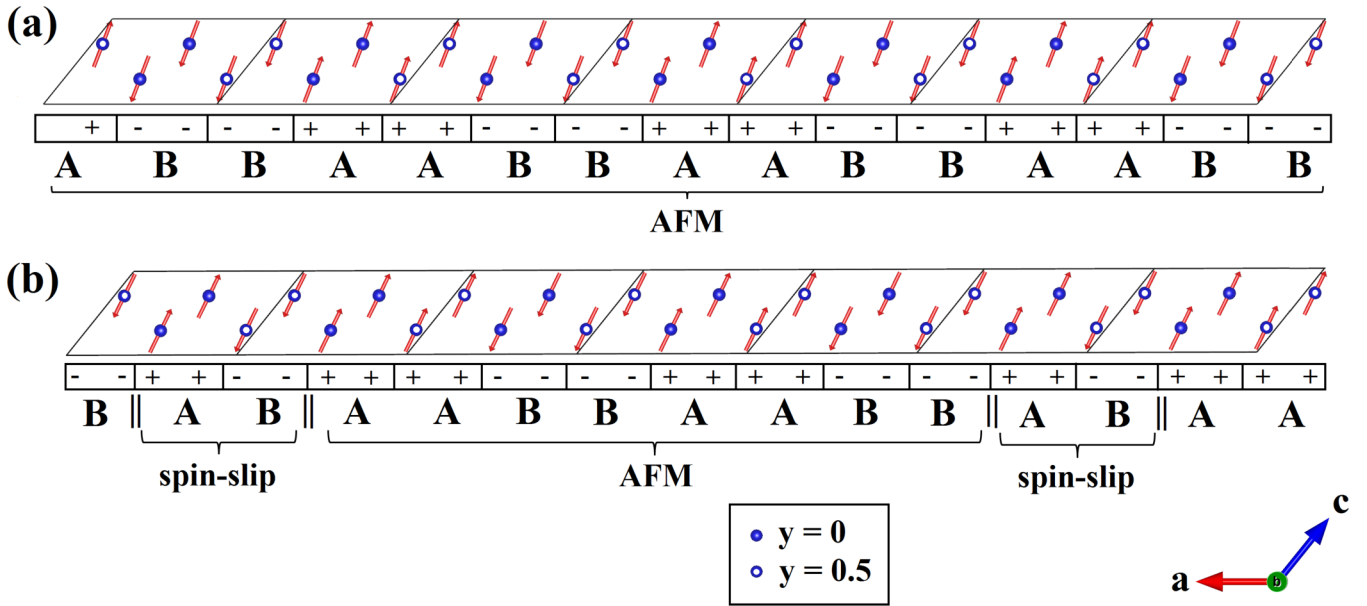 (a)
+ - - - - + + + + - - - - + + + + - - - - + + + + - - - -
A B B A A B B A A B B A A B B
AFM
(b)
- - + + - - + + + + - - - - + + + + - - - - + + - - + + + +
B || A B || A A B B A A B B || A B || A A
spin-slip AFM spin-slip
y = 0
y = 0.5
c
a b